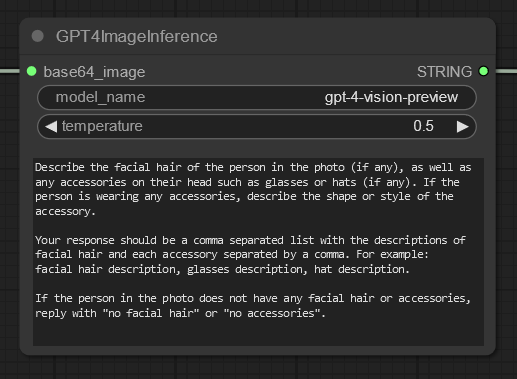 GPT4ImageInference
base64_image STRING
model_name gpt-4-vision-preview
temperature 0.5
Describe the facial hair of the person in the photo (if any), as well as
any accessories on their head such as glasses or hats (if any). If the
person is wearing any accessories, describe the shape or style of the
accessory.
Your response should be a comma separated list with the descriptions of
facial hair and each accessory separated by a comma. For example:
facial hair description, glasses description, hat description.
If the person in the photo does not have any facial hair or accessories,
reply with "no facial hair" or "no accessories".